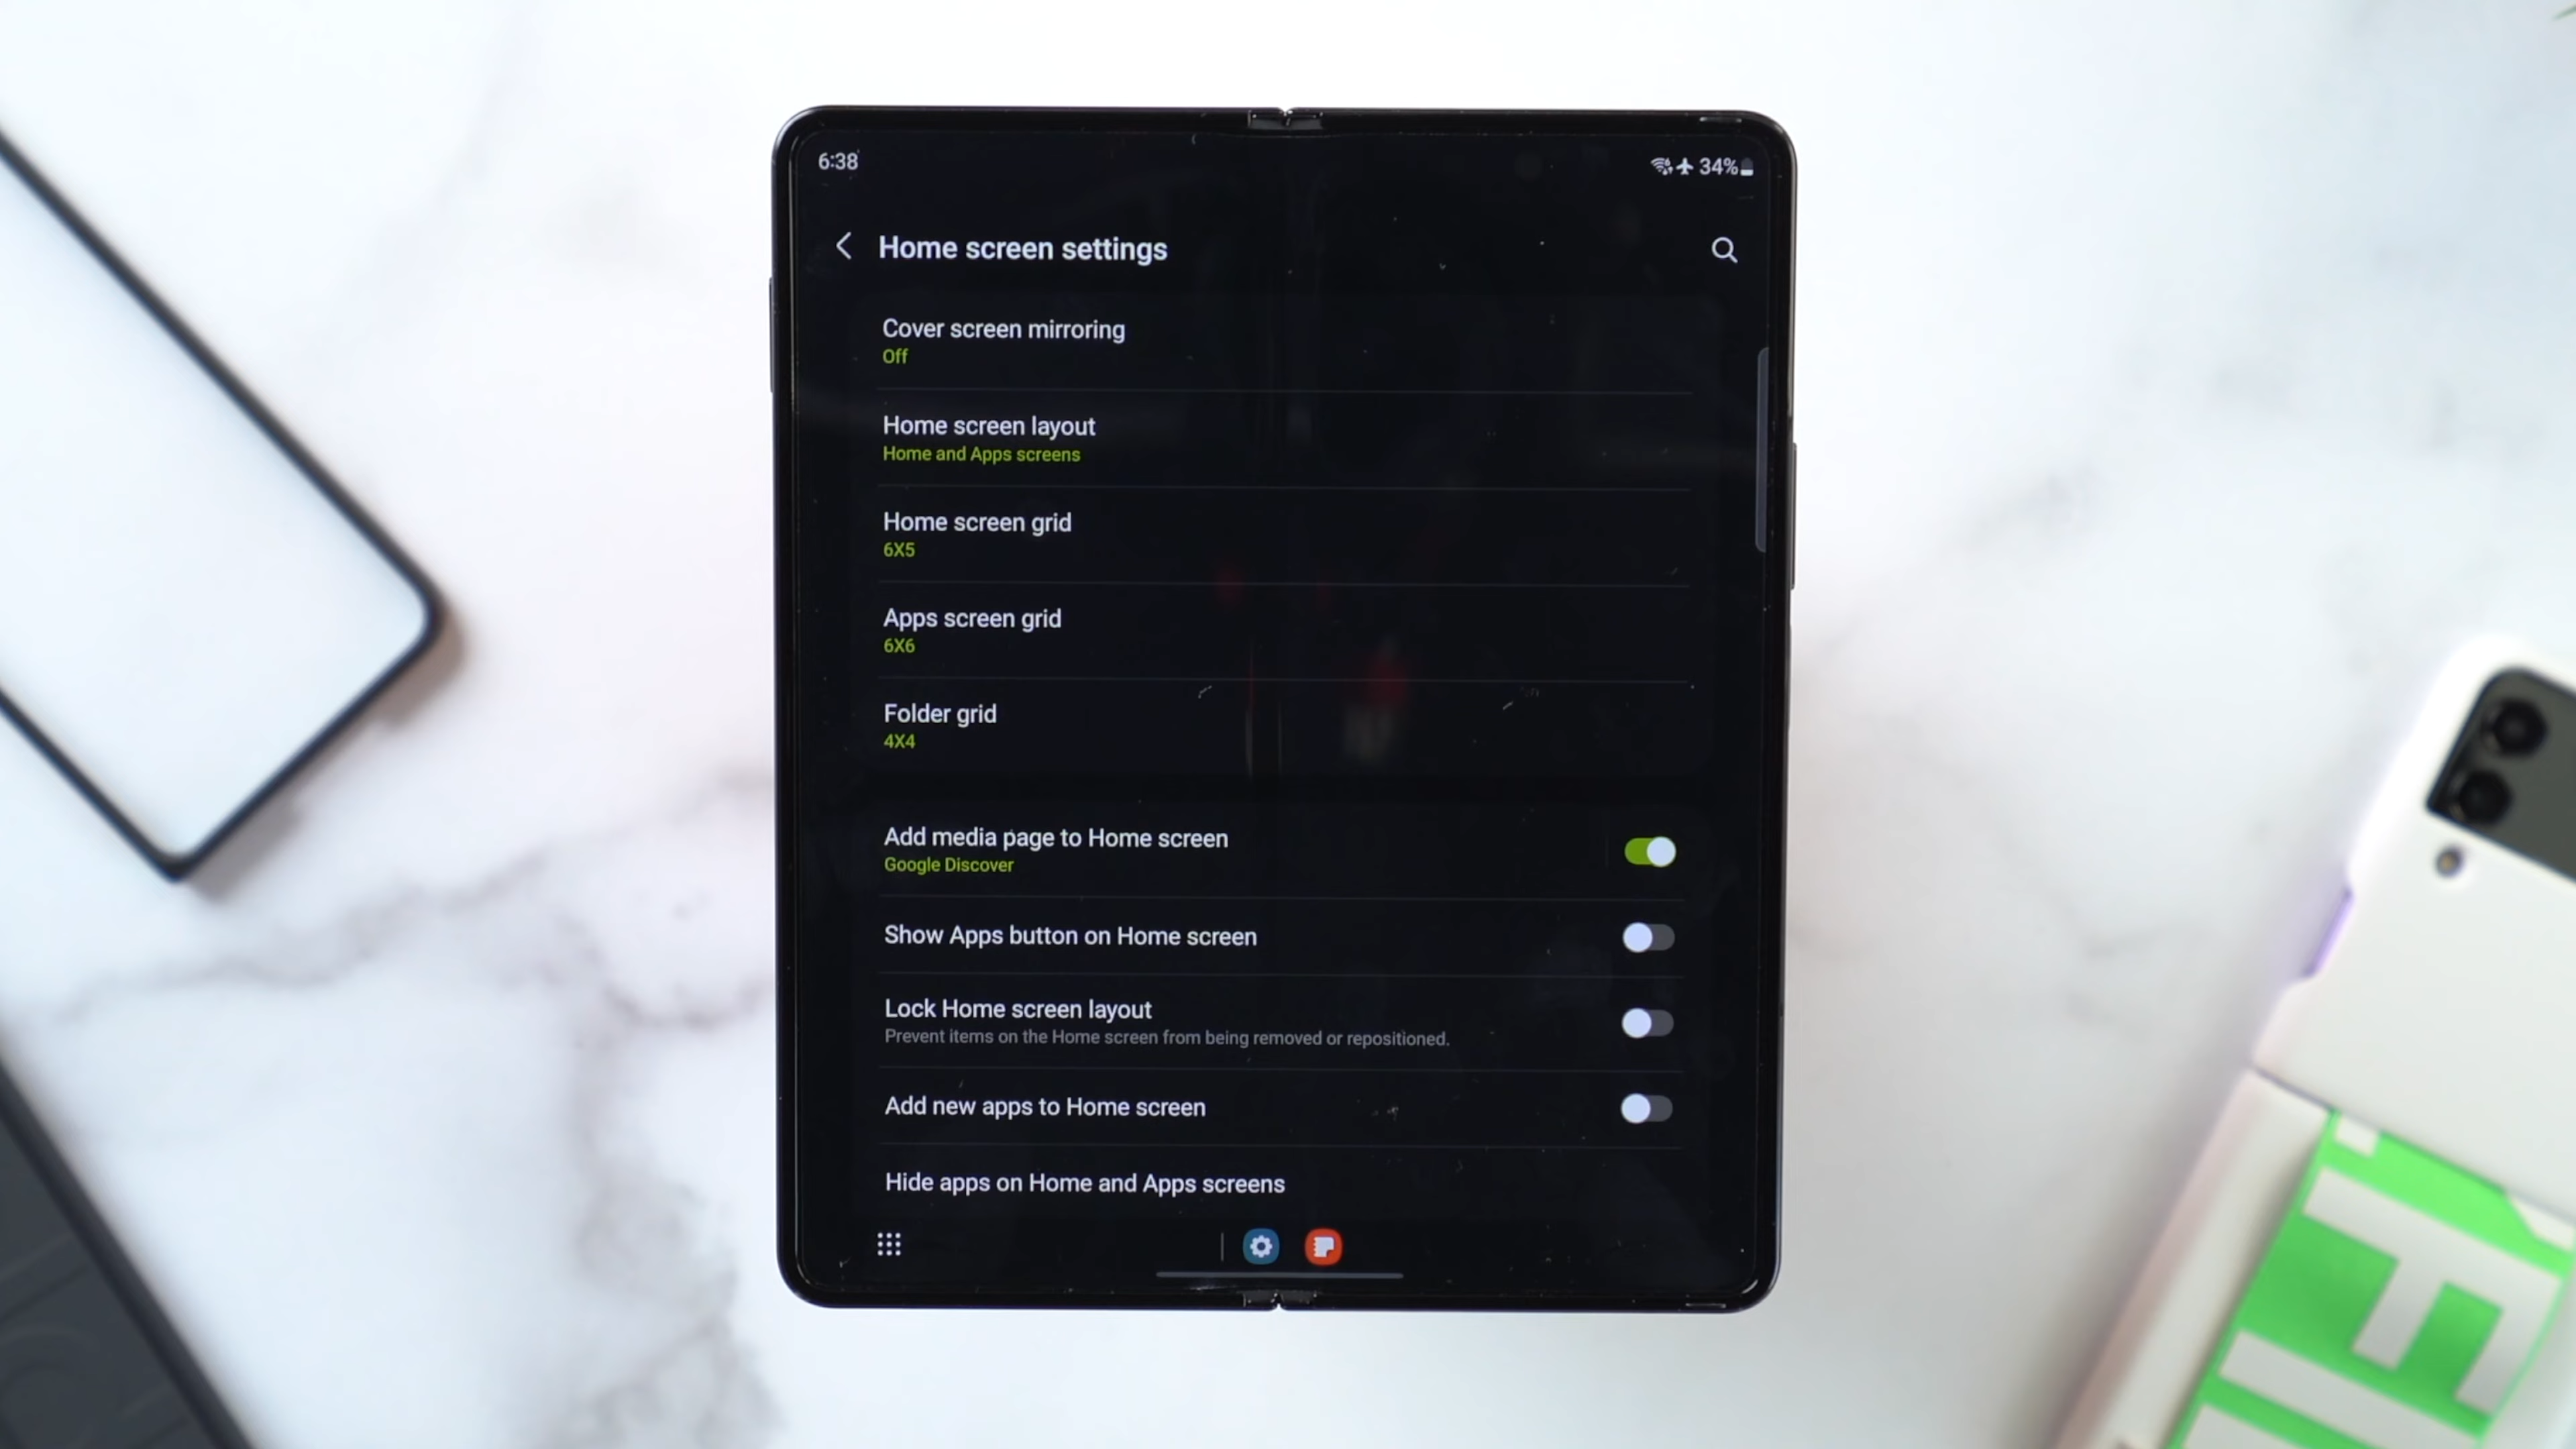 6:38
34%
Home screen settings
Cover screen mirroring
Off
Home screen layout
Home and Apps screens
Home screen grid
6X5
Apps screen grid
6X6
Folder grid
4X4
Add media page to Home screen
Google Discover
Show Apps button on Home screen
Lock Home screen layout
Prevent items on the Home screen from being removed or repositioned.
Add new apps to Home screen
Hide apps on Home and Apps screens